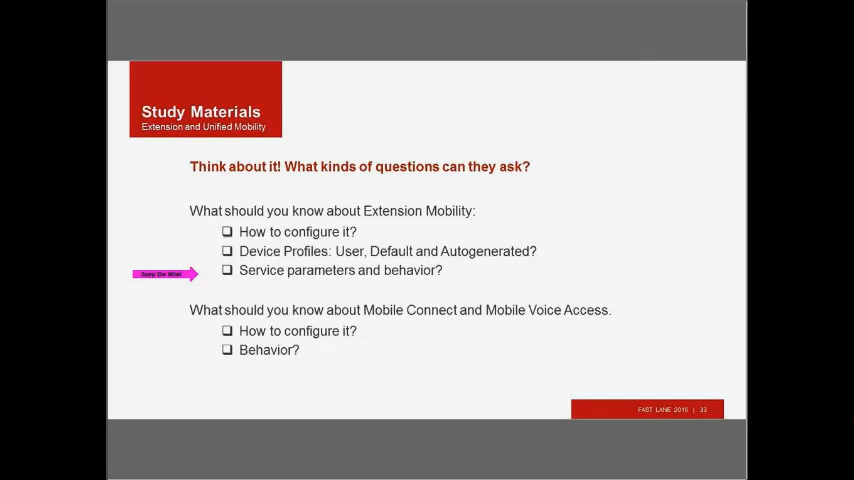 Study Materials
Extension and Unified Mobility
Think about it! What kinds of questions can they ask?
What should you know about Extension Mobility:
How to configure it?
Device Profiles: User, Default and Autogenerated?
Service parameters and behavior?
What should you know about Mobile Connect and Mobile Voice Access.
How to configure it?
Behavior?
FAST LANE 2015 | 33